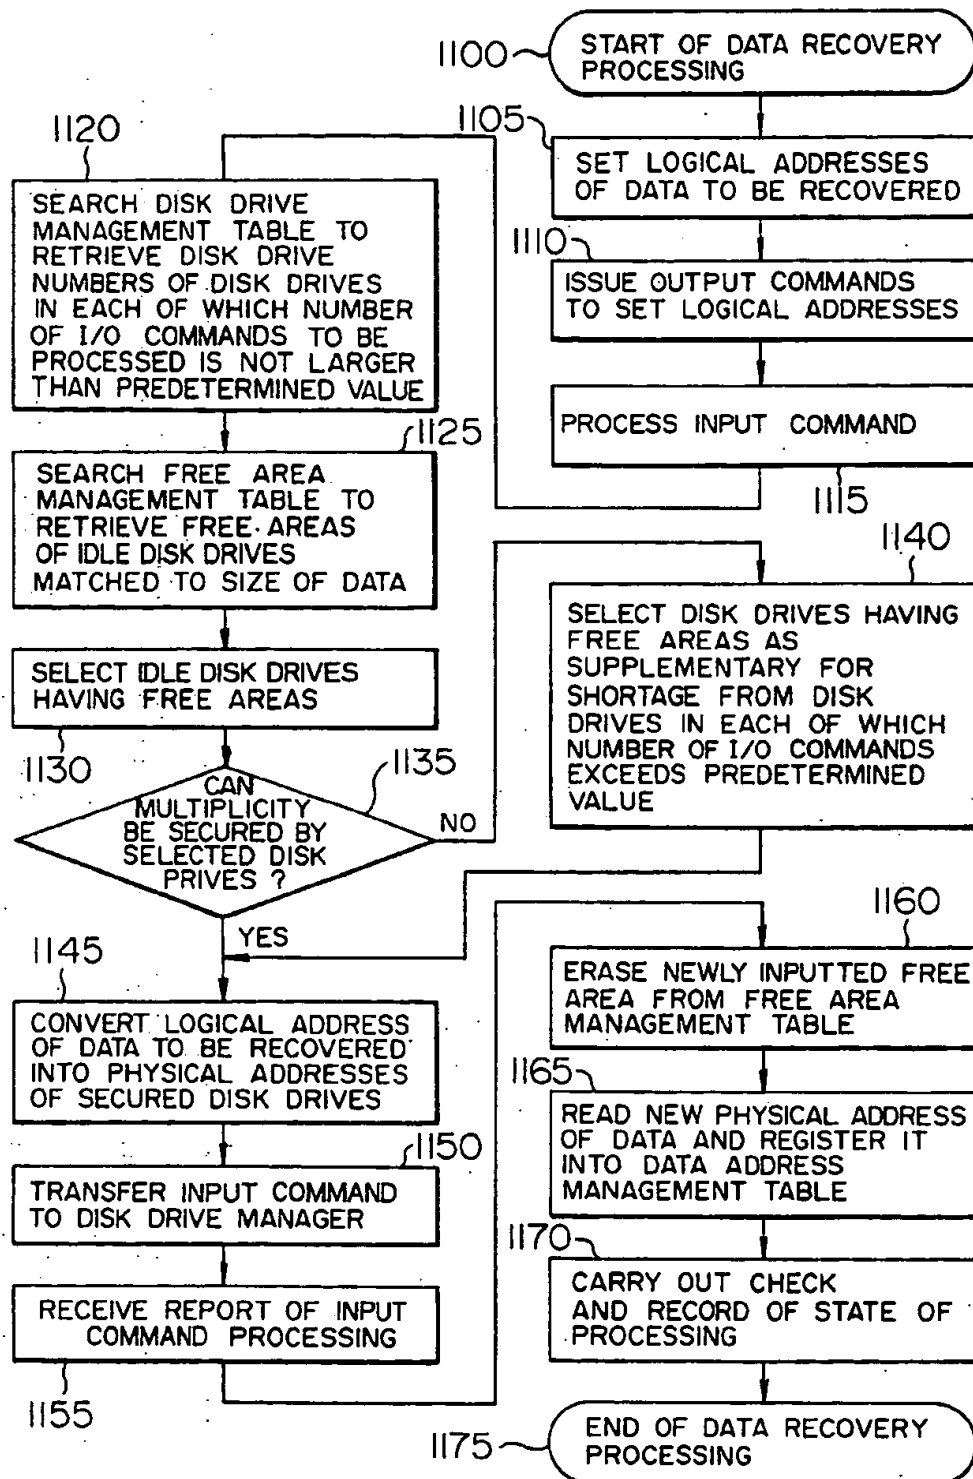 1100
START OF DATA RECOVERY
PROCESSING
1105
SET LOGICAL ADDRESSES
OF DATA TO BE RECOVERED
1110
ISSUE OUTPUT COMMANDS
TO SET LOGICAL ADDRESSES
PROCESS INPUT COMMAND
1115
1120
SEARCH DISK DRIVE
MANAGEMENT TABLE TO
RETRIEVE DISK DRIVE
NUMBERS OF DISK DRIVES
IN EACH OF WHICH NUMBER
OF I/O COMMANDS TO BE
PROCESSED IS NOT LARGER
THAN PREDETERMINED VALUE
1125
SEARCH FREE AREA
MANAGEMENT TABLE TO
RETRIEVE FREE AREAS
OF IDLE DISK DRIVES
MATCHED TO SIZE OF DATA
SELECT IDLE DISK DRIVES
HAVING FREE AREAS
1130
1135
CAN
MULTIPLICITY
BE SECURED BY
SELECTED DISK
PRIVES ?
NO
YES
1140
SELECT DISK DRIVES HAVING
FREE AREAS AS
SUPPLEMENTARY FOR
SHORTAGE FROM DISK
DRIVES IN EACH OF WHICH
NUMBER OF I/O COMMANDS
EXCEEDS PREDETERMINED
VALUE
1145
CONVERT LOGICAL ADDRESS
OF DATA TO BE RECOVERED
INTO PHYSICAL ADDRESSES
OF SECURED DISK DRIVES
1150
TRANSFER INPUT COMMAND
TO DISK DRIVE MANAGER
RECEIVE REPORT OF INPUT
COMMAND PROCESSING
1155
1160
ERASE NEWLY INPUTTED FREE
AREA FROM FREE AREA
MANAGEMENT TABLE
1165
READ NEW PHYSICAL ADDRESS
OF DATA AND REGISTER IT
INTO DATA ADDRESS
MANAGEMENT TABLE
1170
CARRY OUT CHECK
AND RECORD OF STATE OF
PROCESSING
1175
END OF DATA RECOVERY
PROCESSING